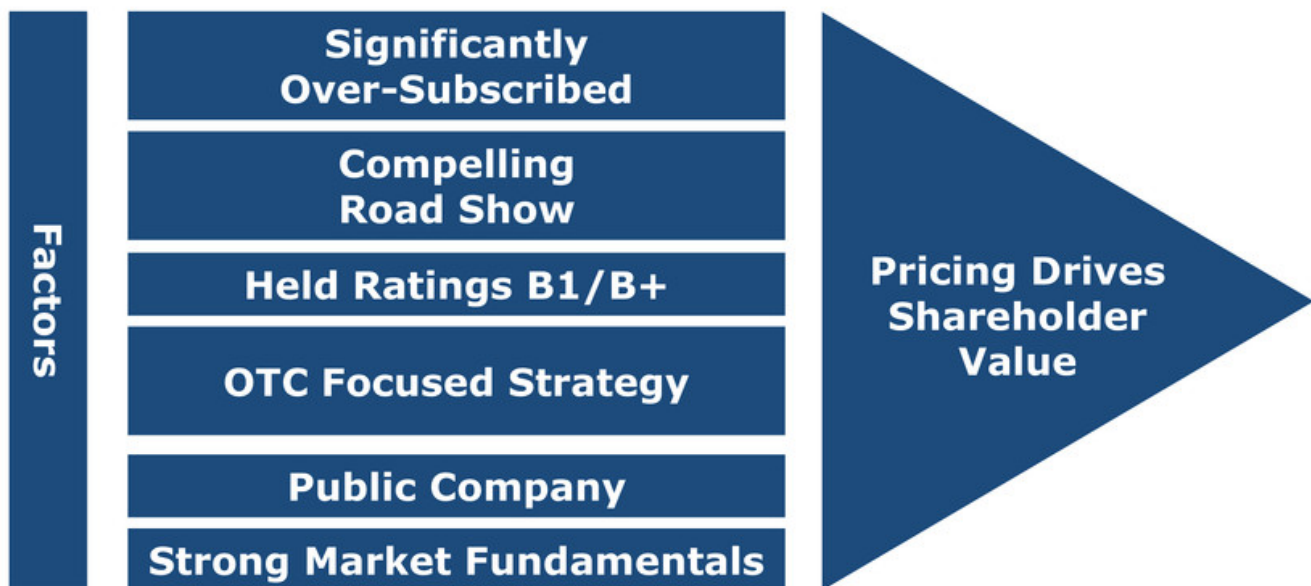 Factors
Significantly
Over-Subscribed
Compelling
Road Show
Held Ratings B1/B+
OTC Focused Strategy
Public Company
Strong Market Fundamentals
Pricing Drives
Shareholder
Value